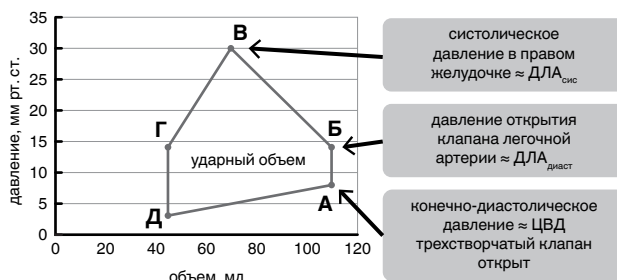 давление, мм рт. ст.
35
30
25
20
15
10
5
0
0
20
40
60
80
100
120
В
Г
Б
ударный объем
А
Д
объем, мл
систолическое
давление в правом
желудочке ≈ ДЛАсис
давление открытия
клапана легочной
артерии ≈ ДЛАдиаст
конечно-диастолическое
давление ≈ ЦВД
трехстворчатый клапан
открыт